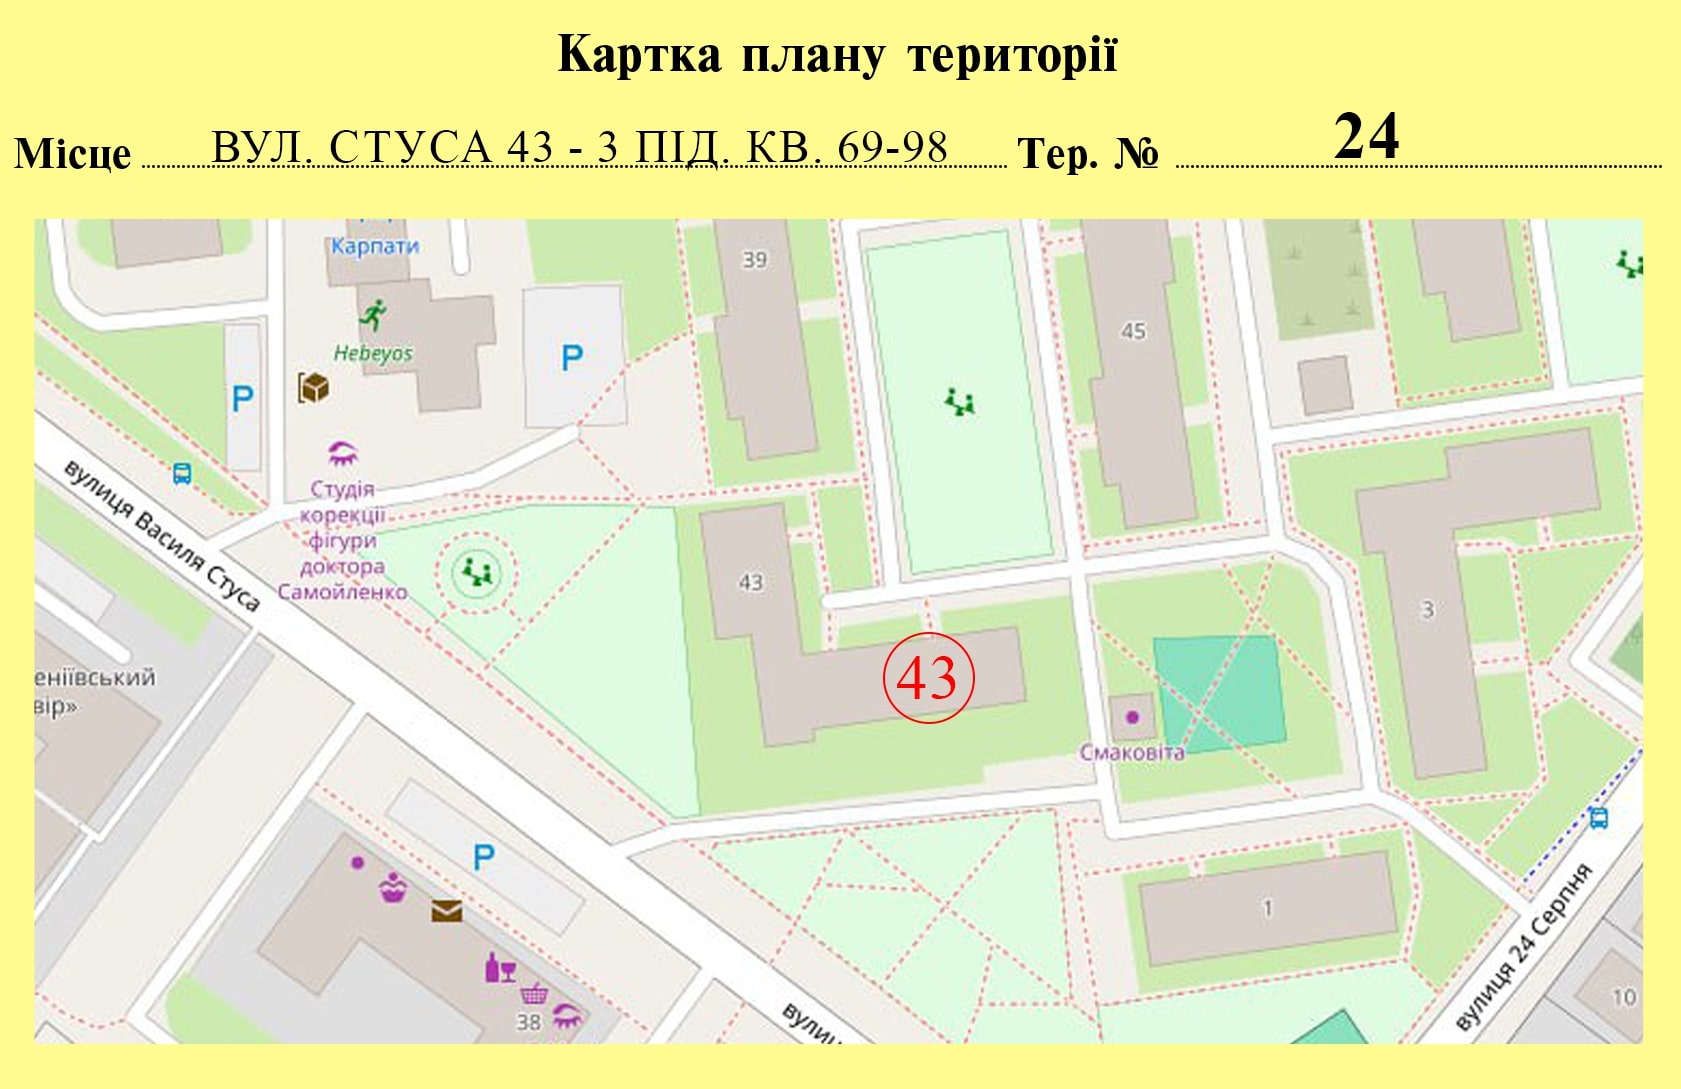 Картка плану території
Місце ВУЛ. СТУСА 43 - 3 ПІД. КВ. 69-98 Тер. № 24
Карпати
39
45
Hebeyos
P
P
Студія
корекції
фігури
доктора
Самойленко
вулиця Василя Стуса
43
3
43
еніївський
вір»
Смаковіта
P
1
38
вулиц
вулиця 24 Серпня
10